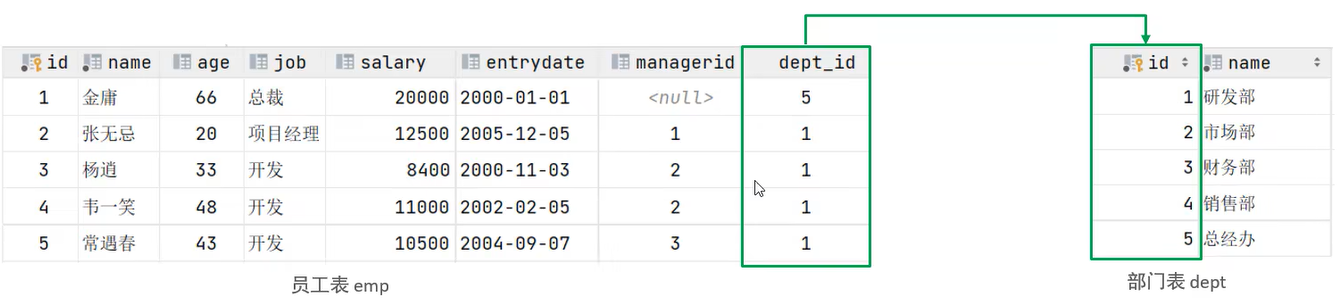 id name age job salary entrydate managerid dept_id
1 金庸 66 总裁 20000 2000-01-01 <null> 5
2 张无忌 20 项目经理 12500 2005-12-05 1 1
3 杨逍 33 开发 8400 2000-11-03 2 1
4 韦一笑 48 开发 11000 2002-02-05 2 1
5 常遇春 43 开发 10500 2004-09-07 3 1
员工表 emp
id name
1 研发部
2 市场部
3 财务部
4 销售部
5 总经办
部门表 dept